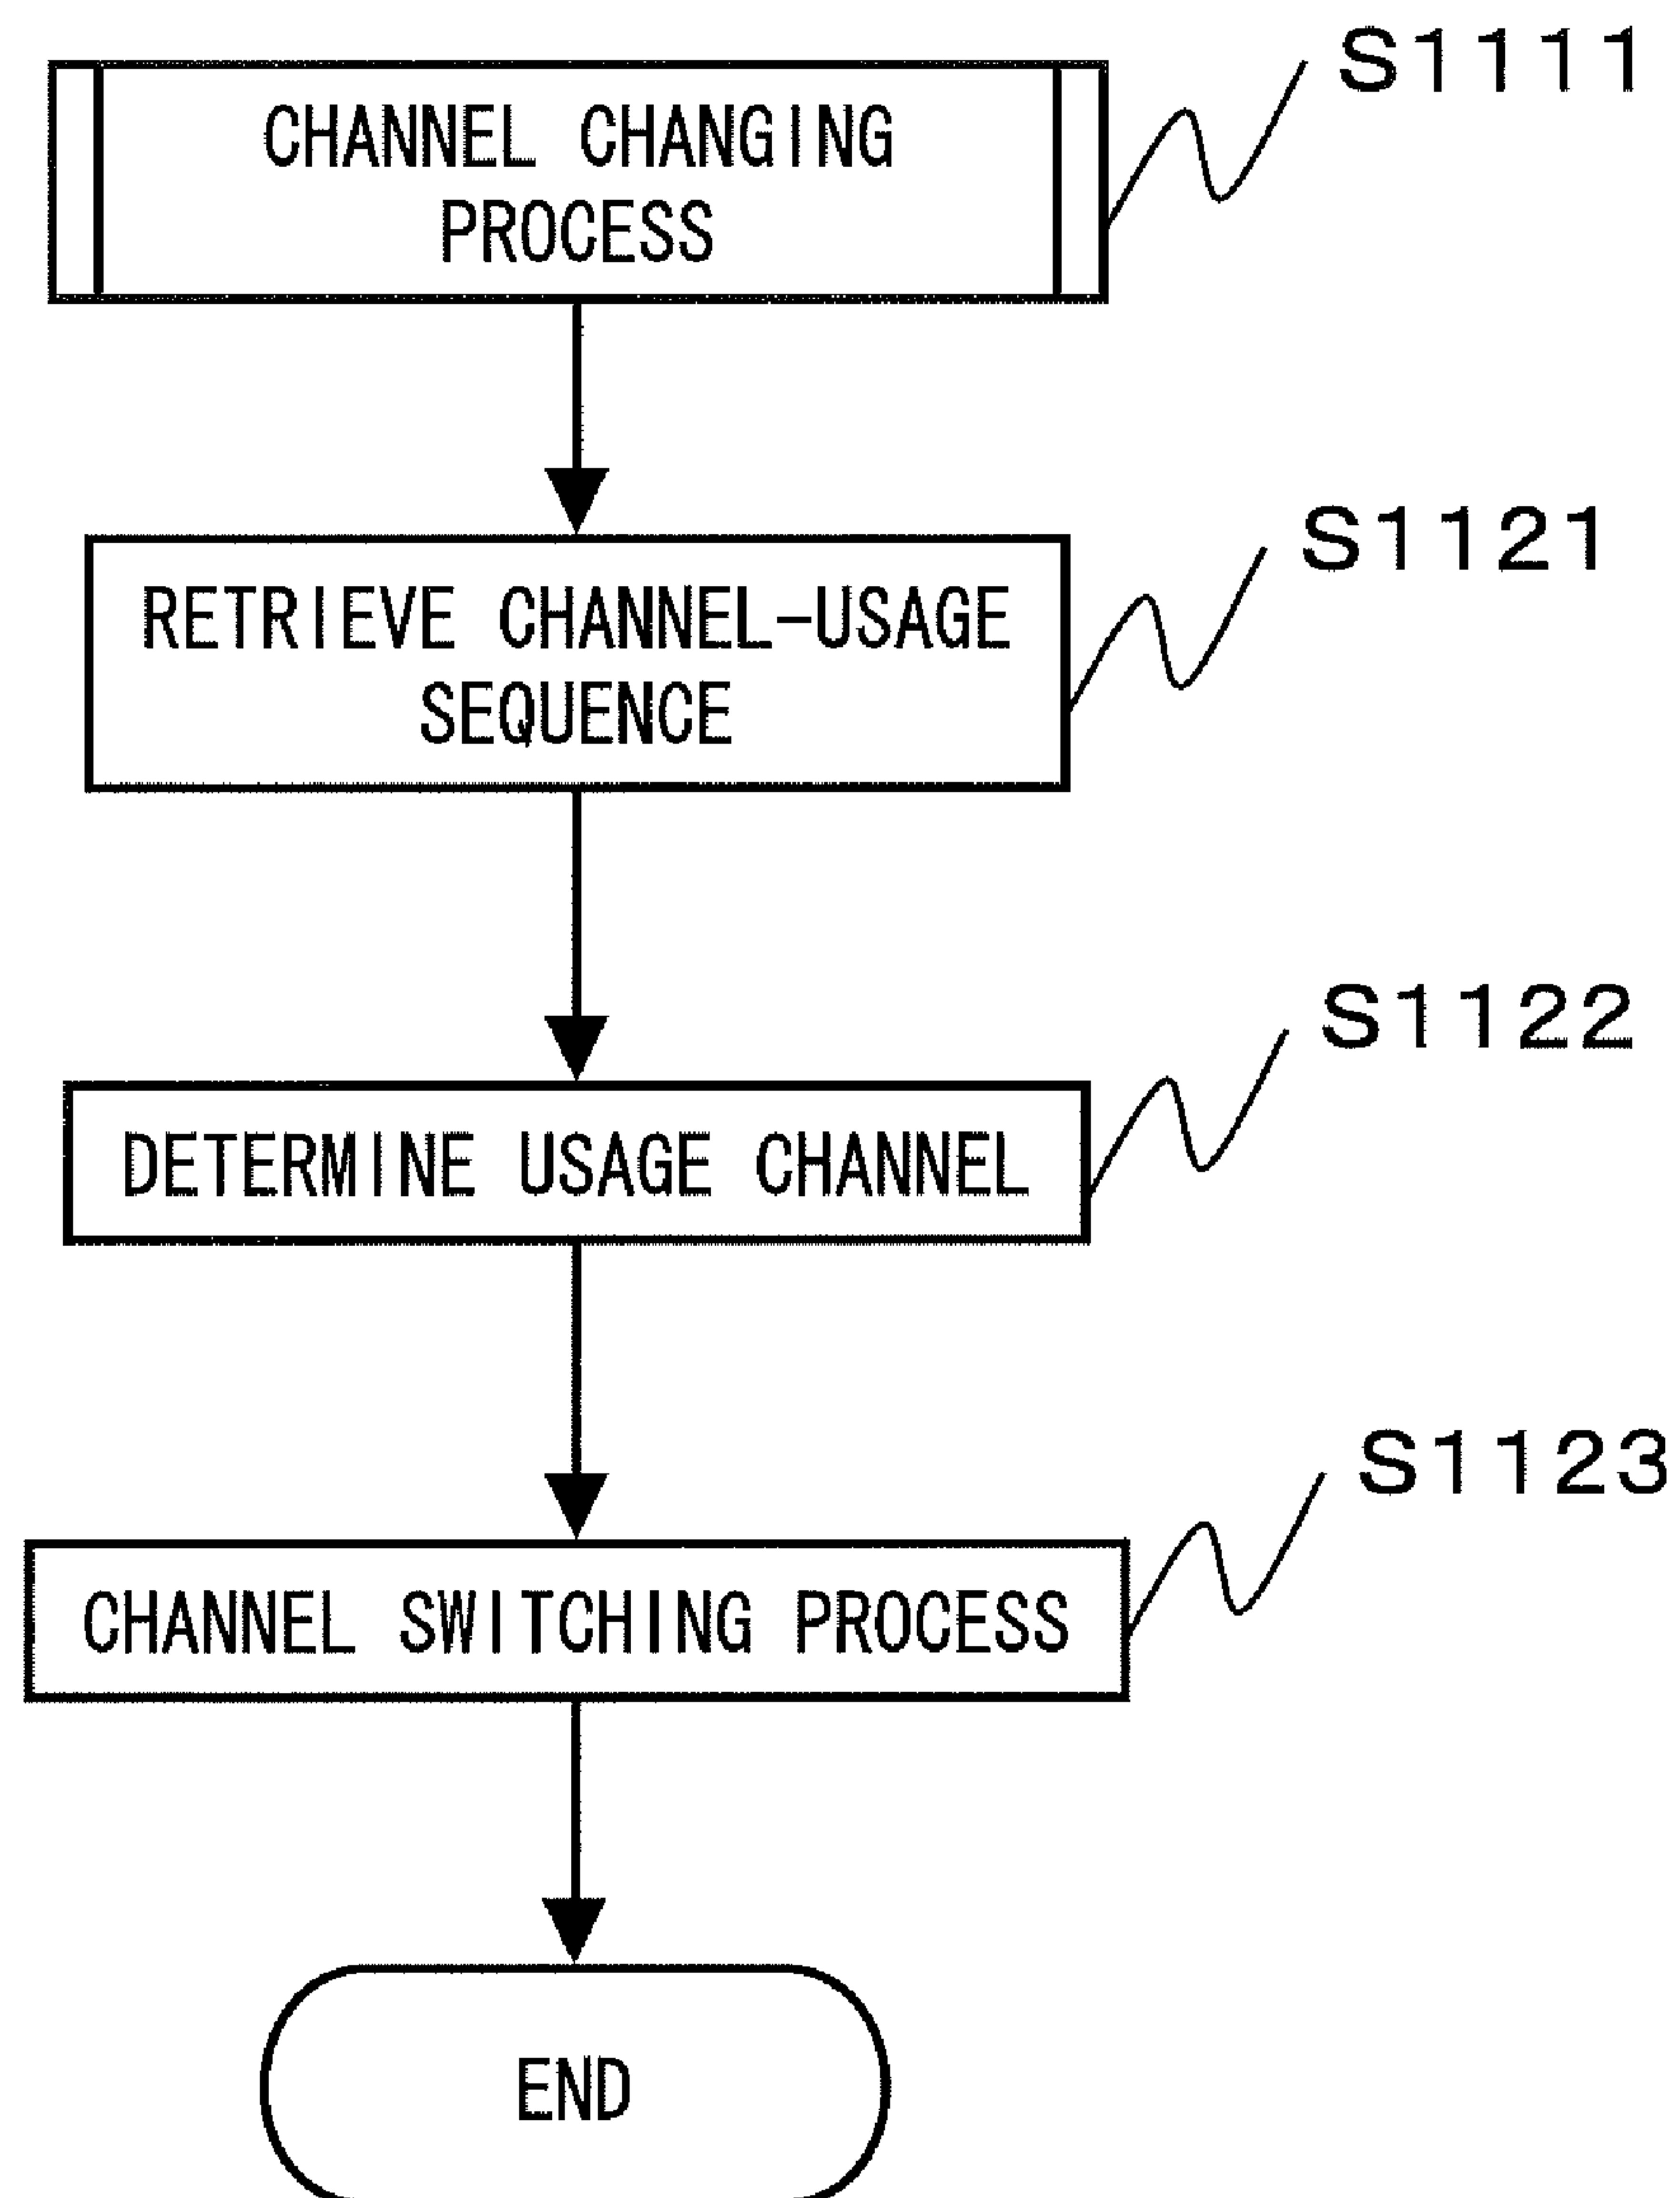 S1111
CHANNEL CHANGING
PROCESS
S1121
RETRIEVE CHANNEL-USAGE
SEQUENCE
S1122
DETERMINE USAGE CHANNEL
S1123
CHANNEL SWITCHING PROCESS
END